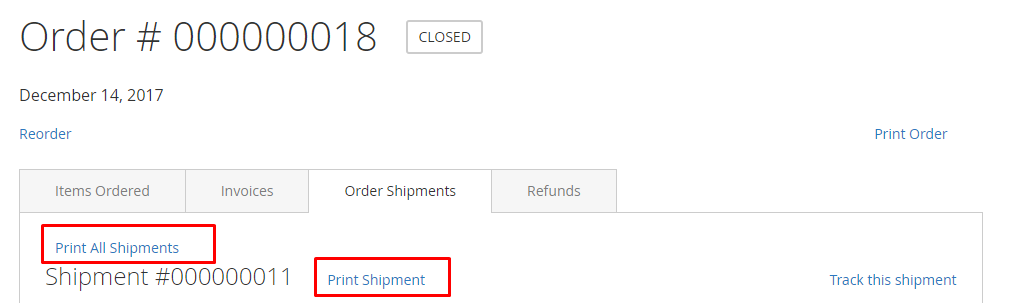 Order # 000000018 CLOSED
December 14, 2017
Reorder Print Order
Items Ordered Invoices Order Shipments Refunds
Print All Shipments
Shipment #000000011 Print Shipment Track this shipment